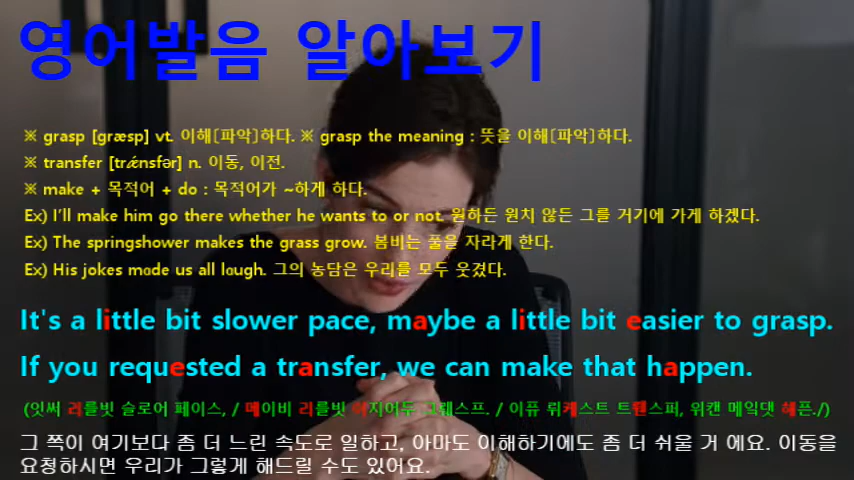 영어발음 알아보기
※ grasp [græsp] vt. 이해[파악]하다. ※ grasp the meaning : 뜻을 이해[파악]하다.
※ transfer [trǽnsfər] n. 이동, 이전.
※ make + 목적어 + do : 목적어가 ~하게 하다.
Ex) I'll make him go there whether he wants to or not. 원하든 원치 않든 그를 거기에 가게 하겠다.
Ex) The springshower makes the grass grow. 봄비는 풀을 자라게 한다.
Ex) His jokes made us all laugh. 그의 농담은 우리를 모두 웃겼다.
It's a little bit slower pace, maybe a little bit easier to grasp.
If you requested a transfer, we can make that happen.
(잇써 리를빗 슬로어 페이스, / 메이비 리를빗 이지어두 그뤠스프. / 이퓨 뤼퀘스트 트뤤스퍼, 위캔 메익댓 해픈./)
그 쪽이 여기보다 좀 더 느린 속도로 일하고, 아마도 이해하기에도 좀 더 쉬울 거 에요. 이동을
요청하시면 우리가 그렇게 해드릴 수도 있어요.